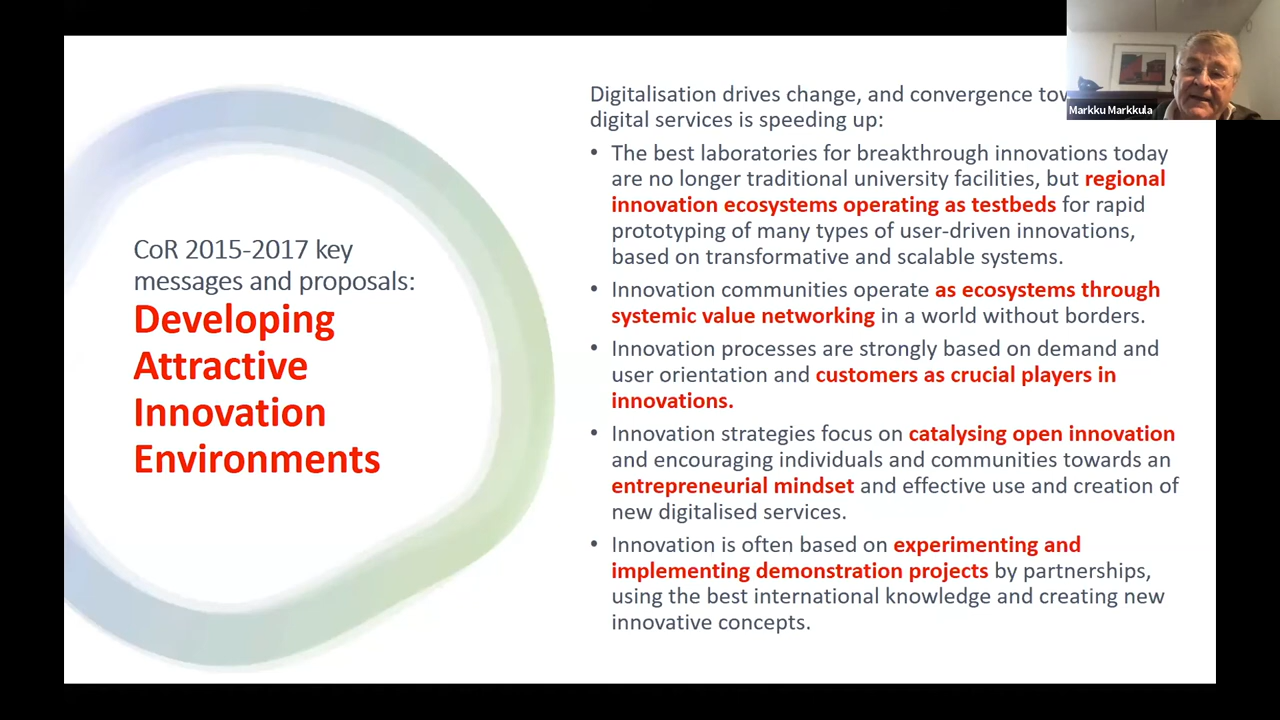 CoR 2015-2017 key
messages and proposals:
Developing
Attractive
Innovation
Environments
Digitalisation drives change, and convergence
digital services is speeding up:
• The best laboratories for breakthrough innovations today
are no longer traditional university facilities, but regional
innovation ecosystems operating as testbeds for rapid
prototyping of many types of user-driven innovations,
based on transformative and scalable systems.
• Innovation communities operate as ecosystems through
systemic value networking in a world without borders.
• Innovation processes are strongly based on demand and
user orientation and customers as crucial players in
innovations.
• Innovation strategies focus on catalysing open innovation
and encouraging individuals and communities towards an
entrepreneurial mindset and effective use and creation of
new digitalised services.
• Innovation is often based on experimenting and
implementing demonstration projects by partnerships,
using the best international knowledge and creating new
innovative concepts.
Markku Markkula